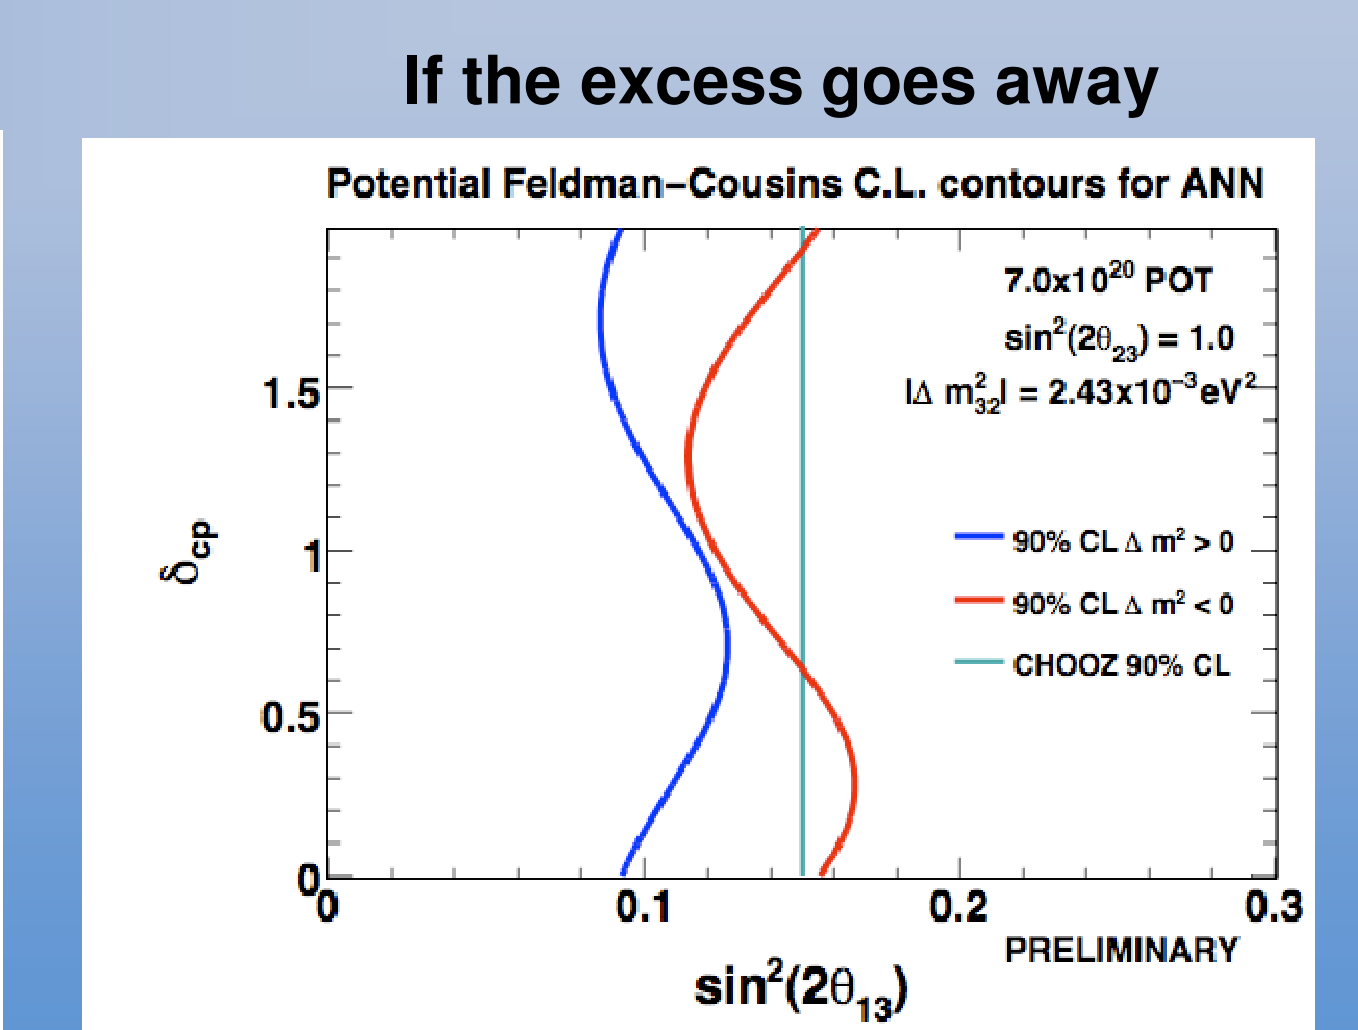 If the excess goes away
Potential Feldman–Cousins C.L. contours for ANN
7.0x10²⁰ POT
sin²(2θ₂₃) = 1.0
|Δ m²₃₂| = 2.43x10⁻³eV²
1.5
1
0.5
0
δcp
90% CL Δ m² > 0
90% CL Δ m² < 0
CHOOZ 90% CL
0 0.1 0.2 0.3
PRELIMINARY
sin²(2θ₁₃)